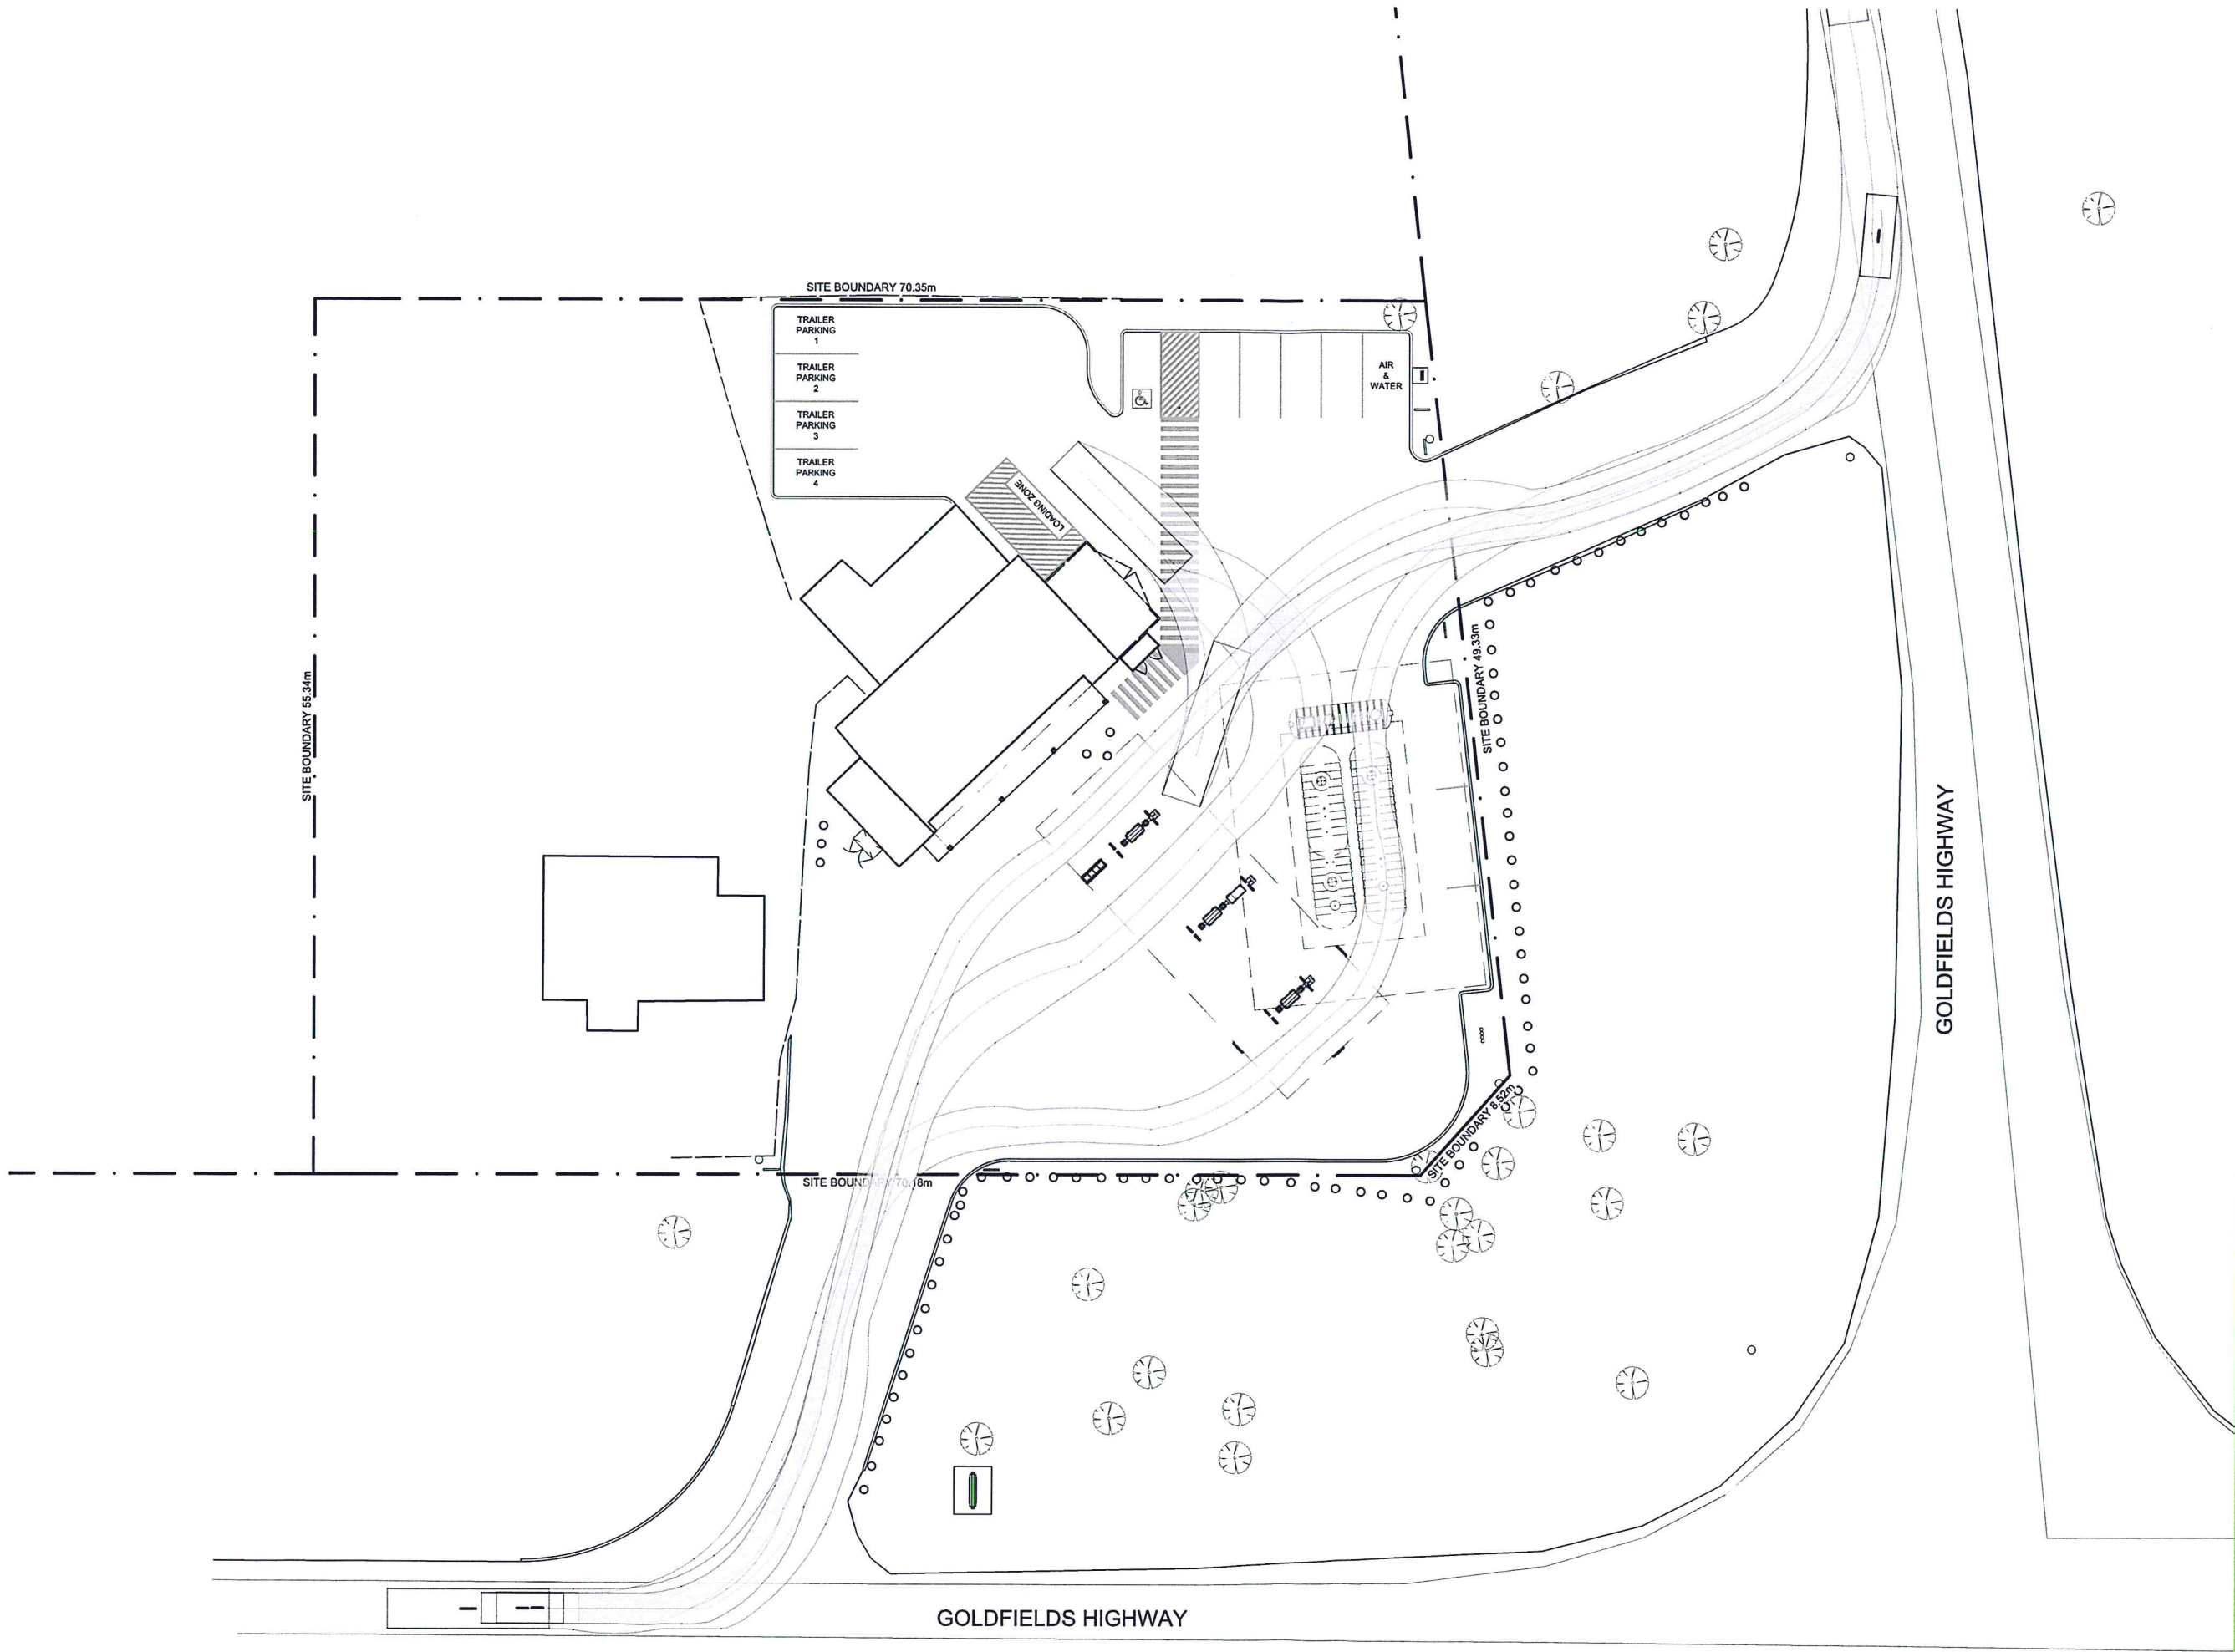 SITE BOUNDARY 70.35m
TRAILER
PARKING
1
TRAILER
PARKING
2
TRAILER
PARKING
3
TRAILER
PARKING
4
AIR
&
WATER
LOADING ZONE
SITE BOUNDARY 55.34m
SITE BOUNDARY 49.33m
GOLDFIELDS HIGHWAY
SITE BOUNDARY 8.52m
SITE BOUNDARY 70.18m
GOLDFIELDS HIGHWAY